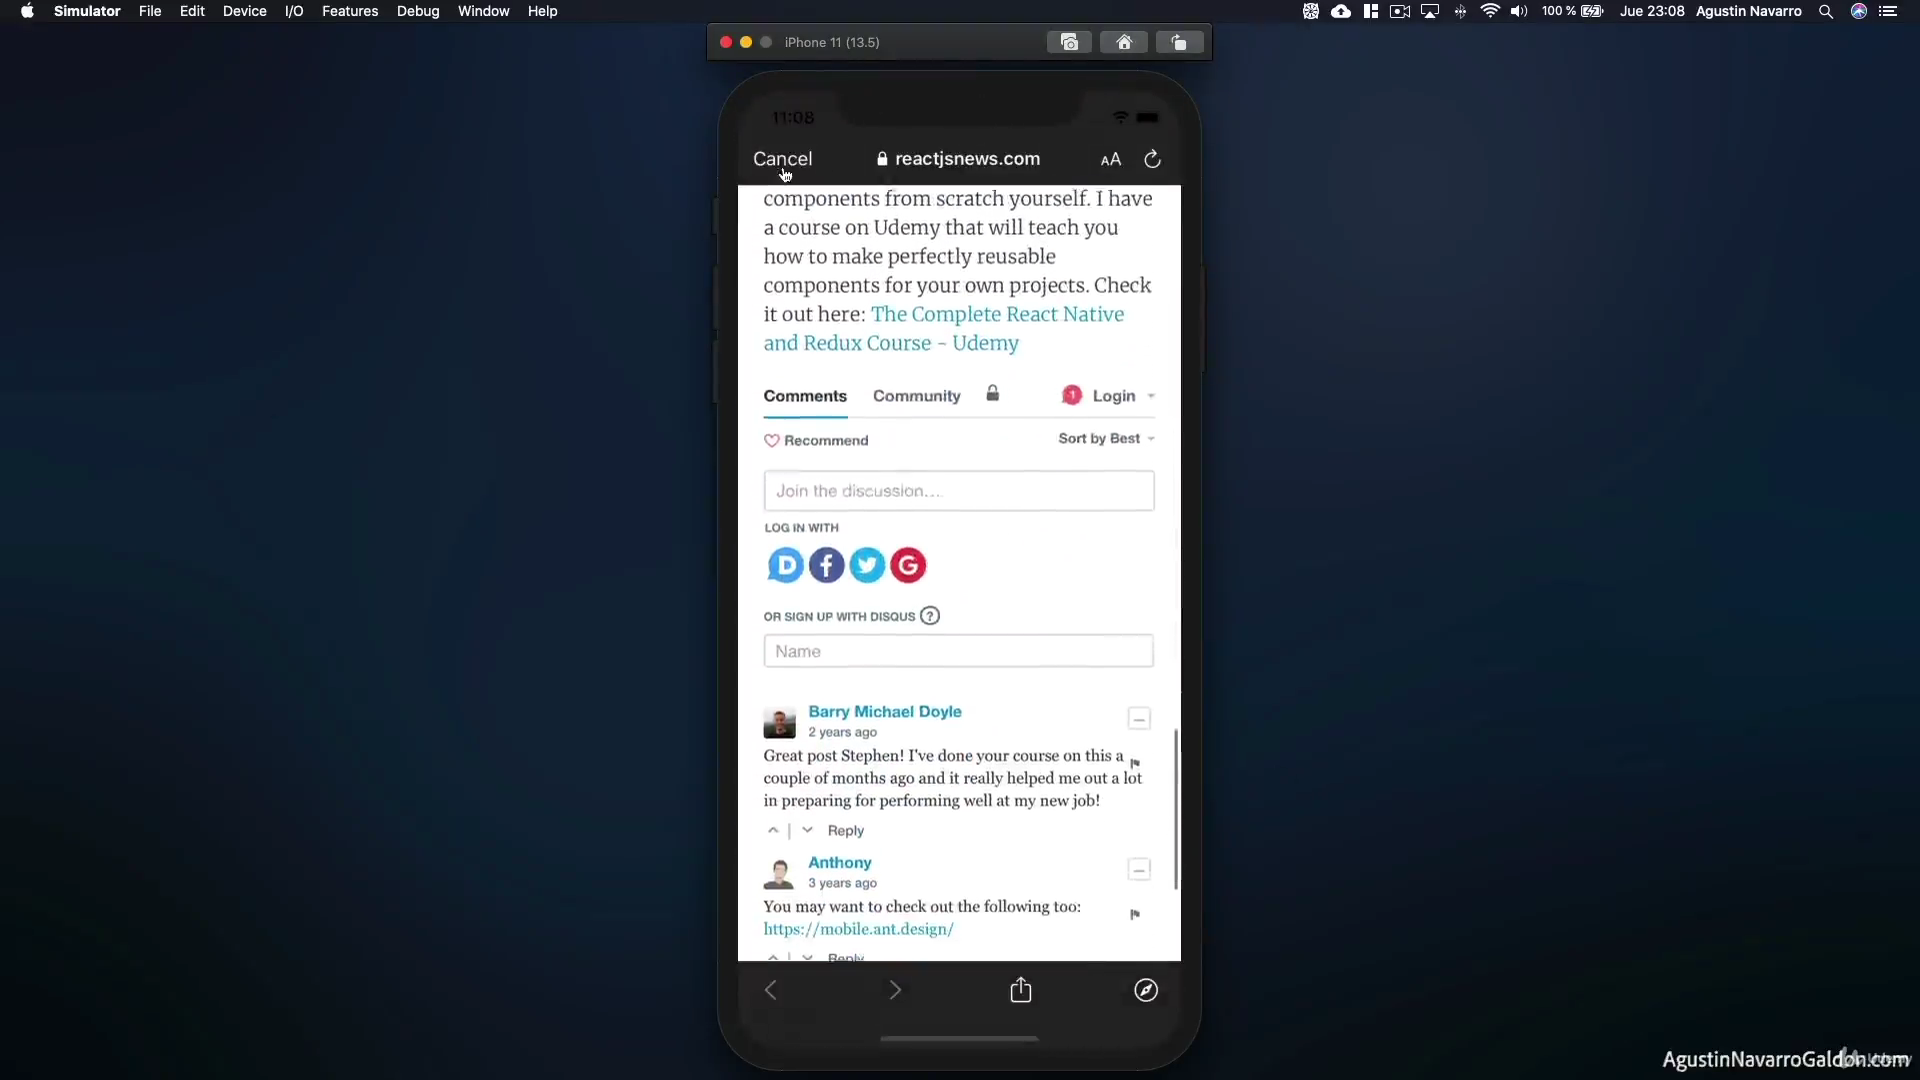 Simulator File Edit Device I/O Features Debug Window Help 100 % Jue 23:08 Agustin Navarro
iPhone 11 (13.5)
11:08
Cancel reactjsnews.com AA
components from scratch yourself. I have
a course on Udemy that will teach you
how to make perfectly reusable
components for your own projects. Check
it out here: The Complete React Native
and Redux Course - Udemy
Comments Community 1 Login
Recommend Sort by Best
Join the discussion...
LOG IN WITH
D f G
OR SIGN UP WITH DISQUS ?
Name
Barry Michael Doyle
2 years ago
Great post Stephen! I've done your course on this a
couple of months ago and it really helped me out a lot
in preparing for performing well at my new job!
Reply
Anthony
3 years ago
You may want to check out the following too:
https://mobile.ant.design/
Reply
AgustinNavarroGaldon.com